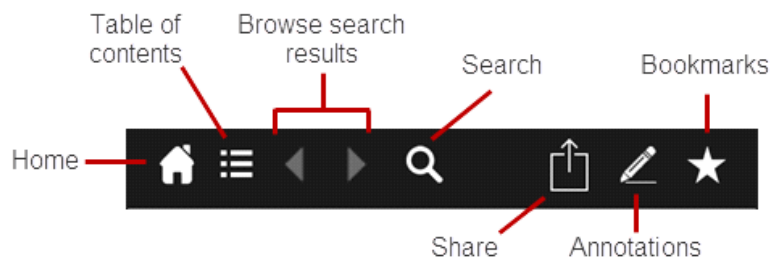 Table of
contents
Browse search
results
Search
Bookmarks
Home
Share
Annotations